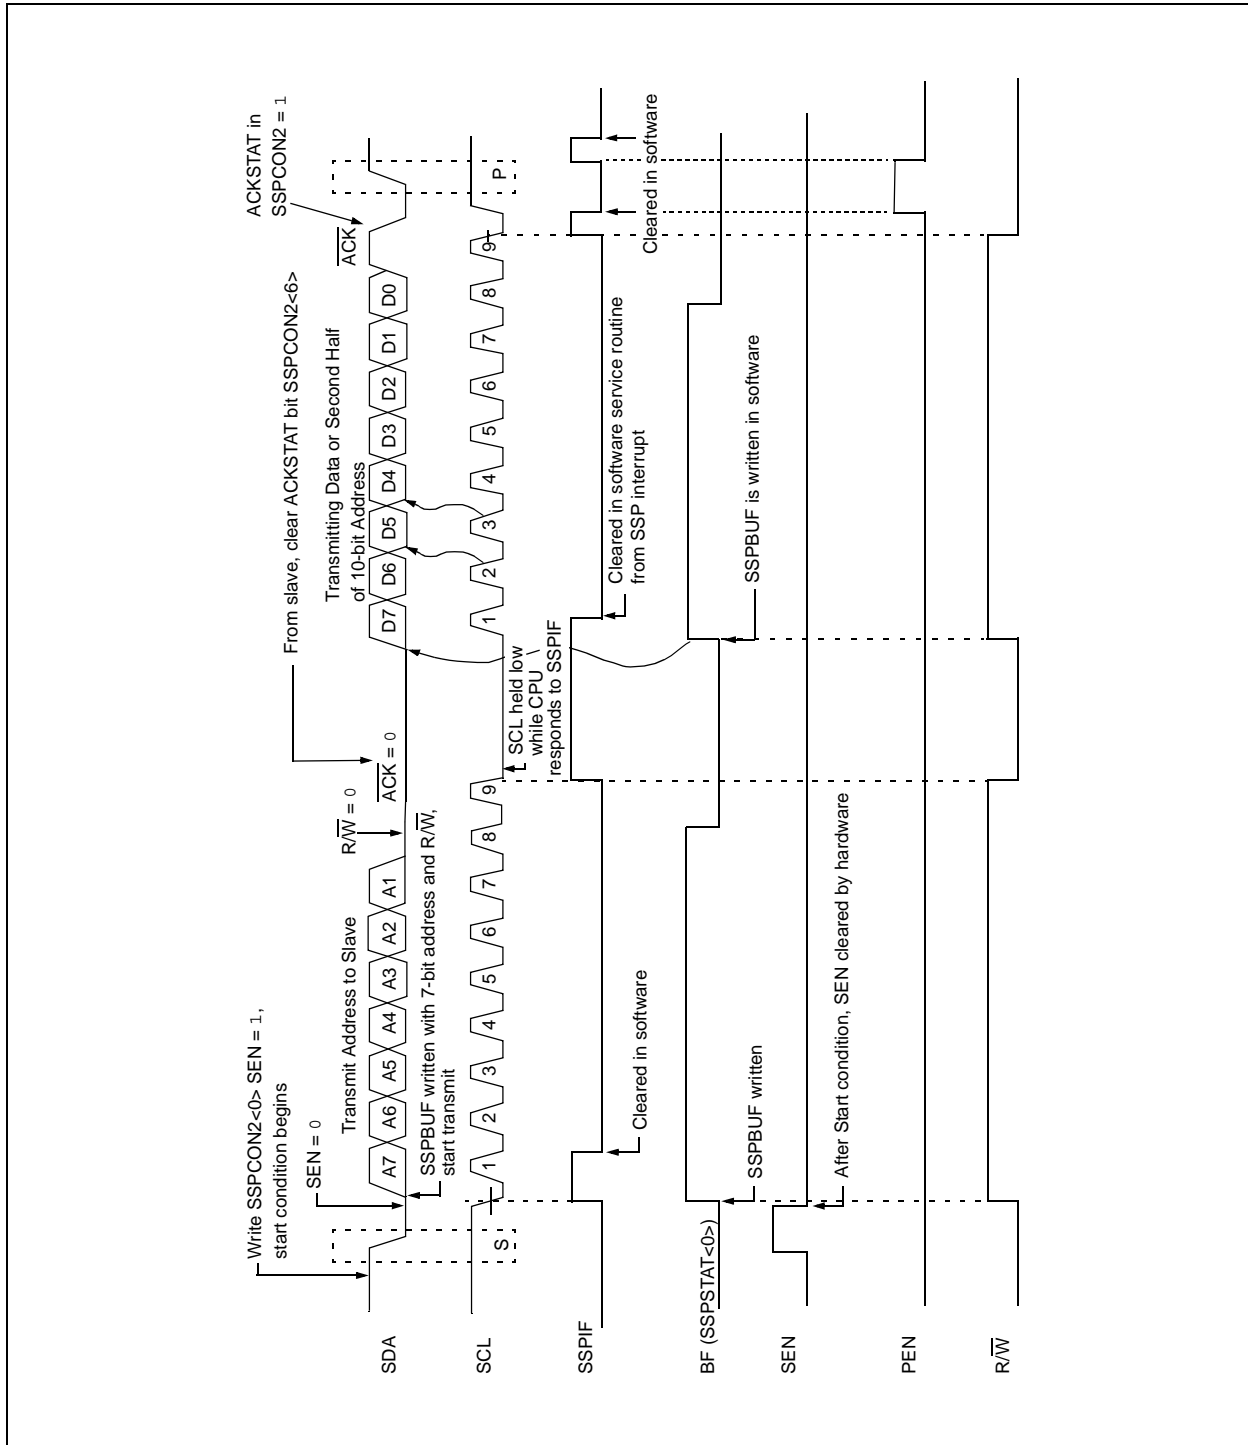 Write SSPCON2<0> SEN = 1,
start condition begins
SEN = 0
Transmit Address to Slave
R/W = 0
From slave, clear ACKSTAT bit SSPCON2<6>
ACK = 0
Transmitting Data or Second Half
of 10-bit Address
ACKSTAT in
SSPCON2 = 1
ACK
SDA
A7 A6 A5 A4 A3 A2 A1
D7 D6 D5 D4 D3 D2 D1 D0
SSPBUF written with 7-bit address and R/W,
start transmit
SCL
S
1 2 3 4 5 6 7 8 9
1 2 3 4 5 6 7 8 9
P
SCL held low
while CPU
responds to SSPIF
SSPIF
Cleared in software
Cleared in software service routine
from SSP interrupt
Cleared in software
BF (SSPSTAT<0>)
SSPBUF written
SSPBUF is written in software
SEN
After Start condition, SEN cleared by hardware
PEN
R/W